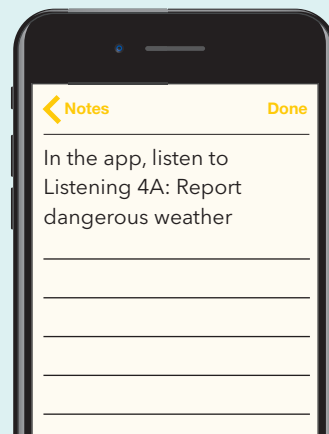 Notes Done
In the app, listen to
Listening 4A: Report
dangerous weather